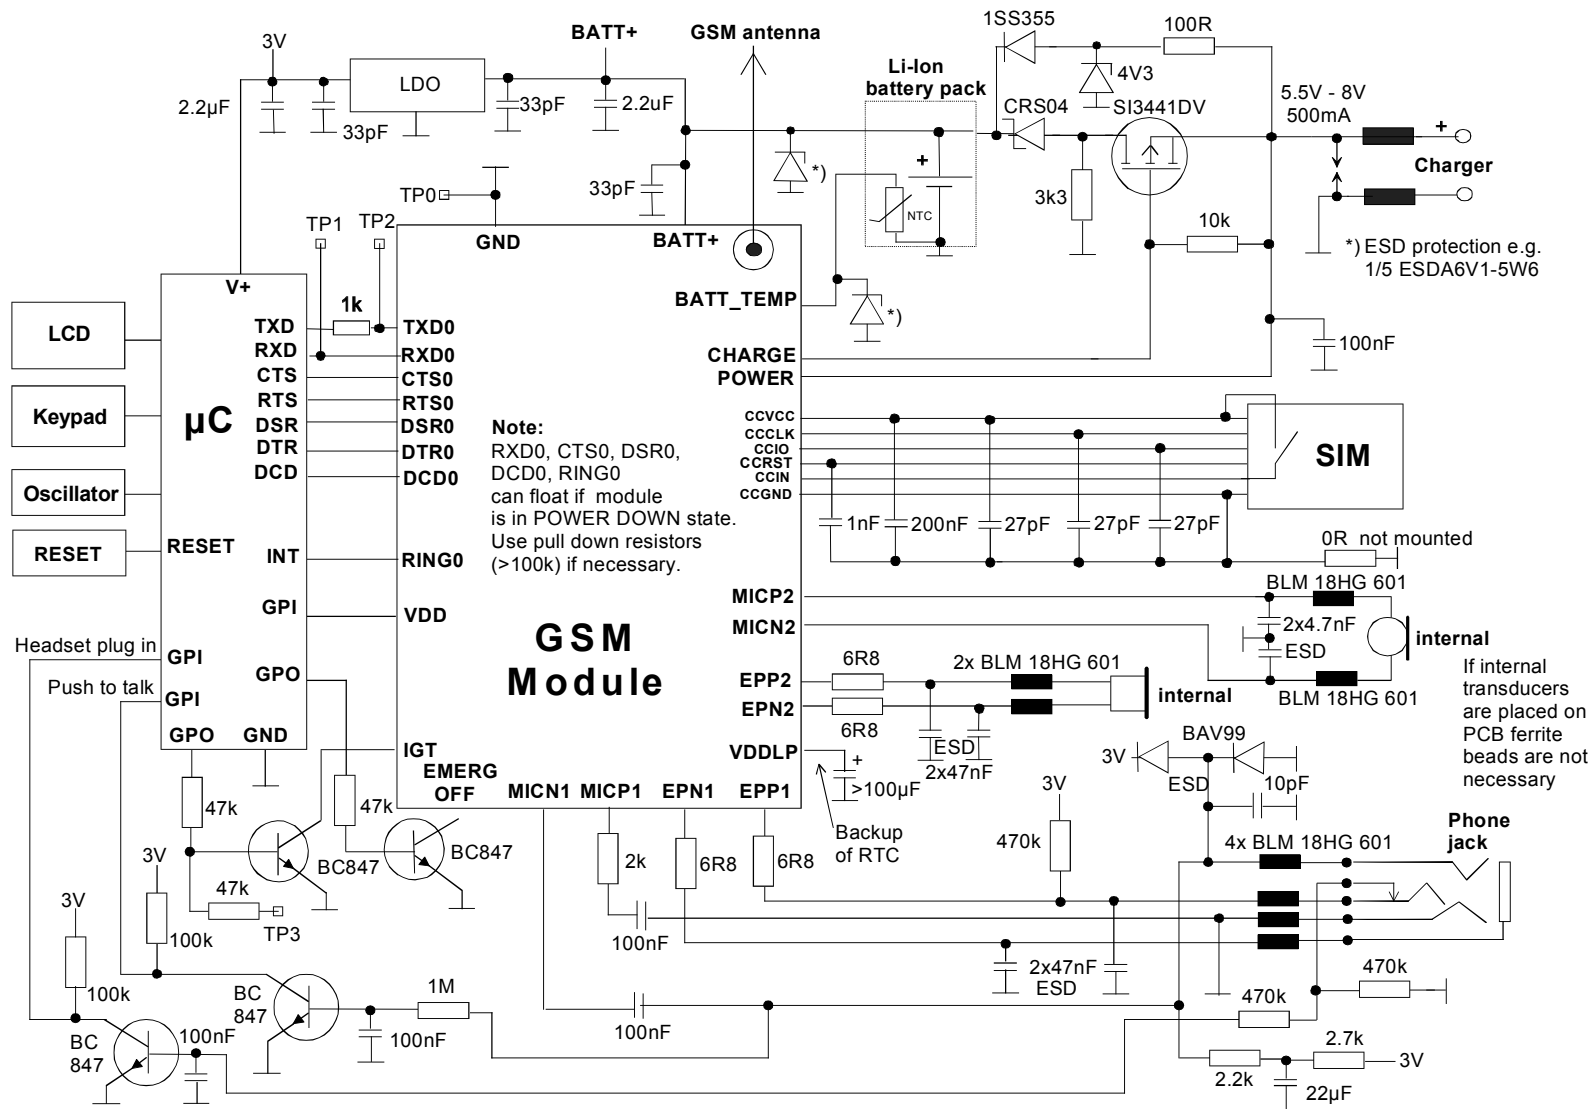 1SS355
100R
BATT+
GSM antenna
3V
LDO
Li-Ion
battery pack
4V3
2.2µF
33pF
33pF
2.2uF
CRS04
SI3441DV
5.5V - 8V
500mA
+
Charger
+
*)
33pF
TP0
3k3
NTC
10k
TP1
TP2
GND
BATT+
*) ESD protection e.g.
1/5 ESDA6V1-5W6
V+
BATT_TEMP
*)
1k
LCD
TXD
TXD0
RXD
RXD0
CHARGE
100nF
CTS
CTS0
POWER
Keypad
µC
RTS
RTS0
DSR
DSR0
DTR
DTR0
DCD
DCD0
Note:
RXD0, CTS0, DSR0,
DCD0, RING0
can float if module
is in POWER DOWN state.
Use pull down resistors
(>100k) if necessary.
CCVCC
CCCLK
CCIO
CCRST
CCIN
CCGND
SIM
Oscillator
1nF
200nF
27pF
27pF
27pF
RESET
RESET
INT
RING0
0R not mounted
BLM 18HG 601
GPI
VDD
MICP2
MICN2
2x4.7nF
ESD
internal
BLM 18HG 601
GSM
Module
Headset plug in
GPI
Push to talk
GPI
GPO
6R8
2x BLM 18HG 601
EPP2
EPN2
internal
6R8
If internal
transducers
are placed on
PCB ferrite
beads are not
necessary
GPO
GND
IGT
VDDLP
ESD
2x47nF
3V
BAV99
ESD
10pF
EMERG
OFF
MICN1
MICP1
EPN1
EPP1
+
>100µF
3V
47k
47k
Backup
of RTC
470k
Phone
jack
4x BLM 18HG 601
BC847
BC847
2k
6R8
6R8
3V
47k
TP3
3V
100k
100nF
100k
2x47nF
ESD
470k
470k
BC
847
1M
100nF
100nF
BC
847
100nF
2.7k
3V
2.2k
22µF